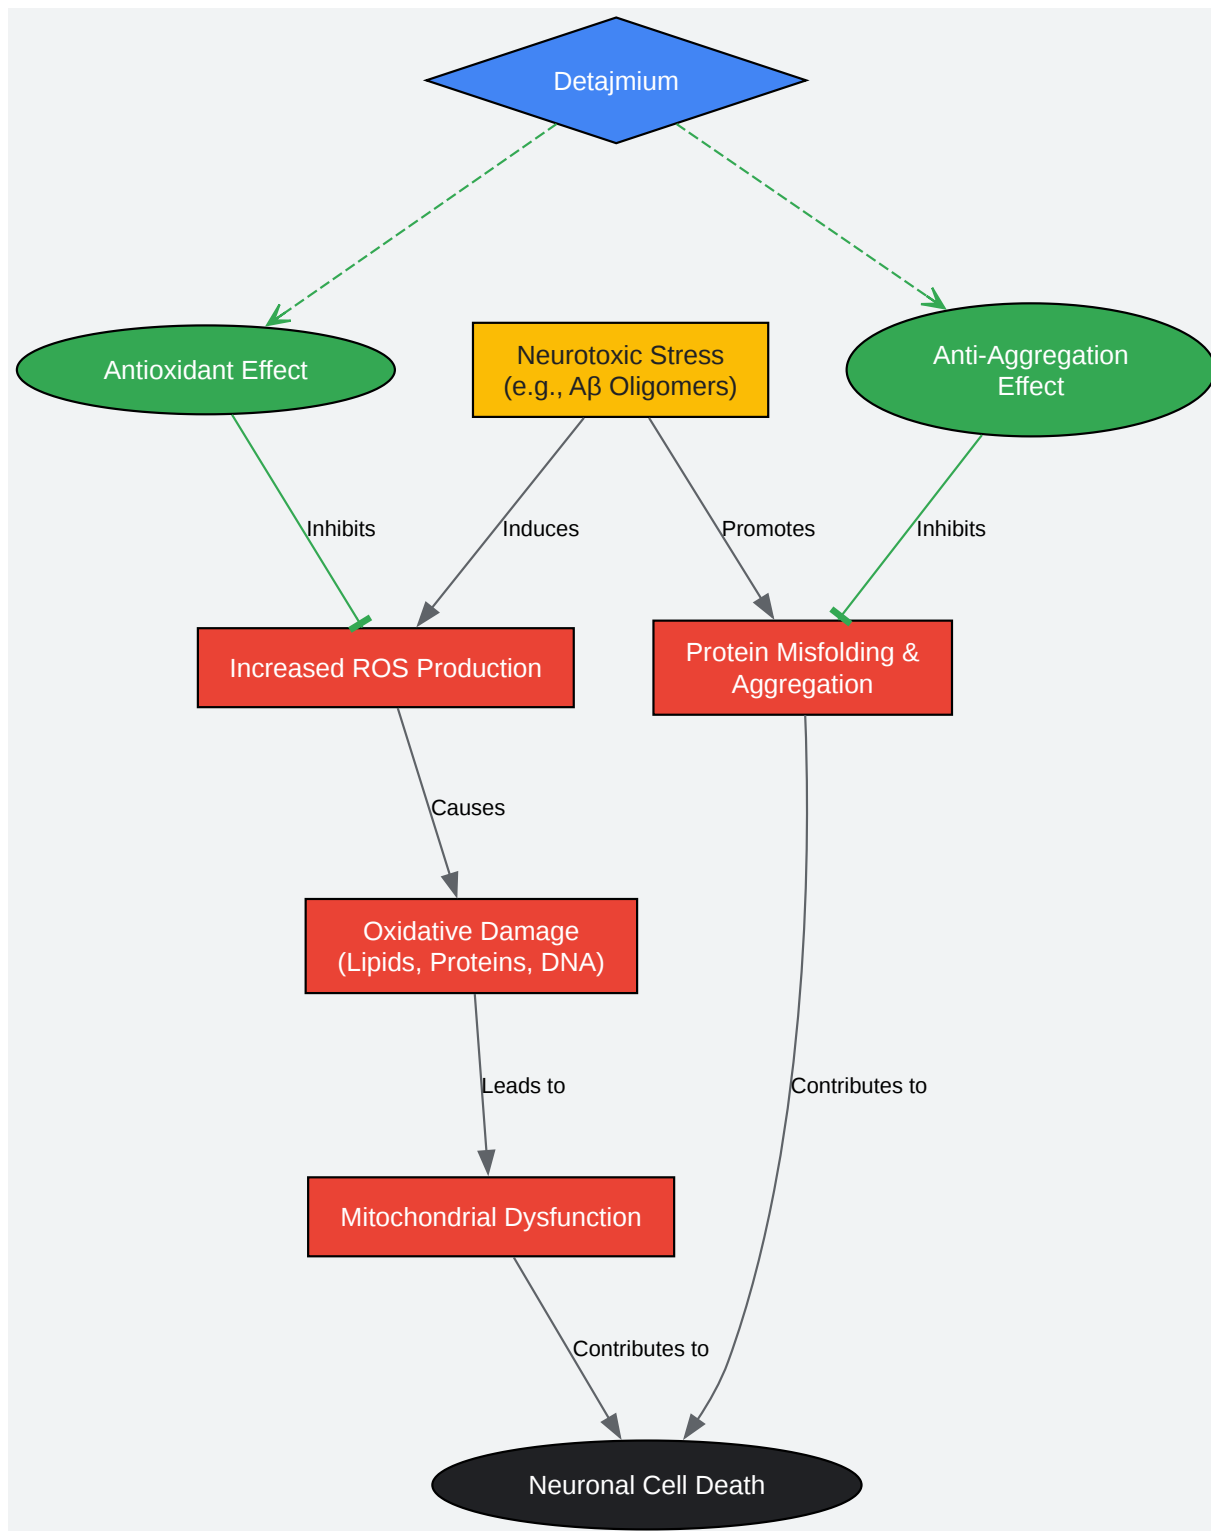 Detajmium
Antioxidant Effect
Neurotoxic Stress
(e.g., Aβ Oligomers)
Anti-Aggregation
Effect
Inhibits
Induces
Promotes
Inhibits
Increased ROS Production
Protein Misfolding &
Aggregation
Causes
Oxidative Damage
(Lipids, Proteins, DNA)
Leads to
Contributes to
Mitochondrial Dysfunction
Contributes to
Neuronal Cell Death